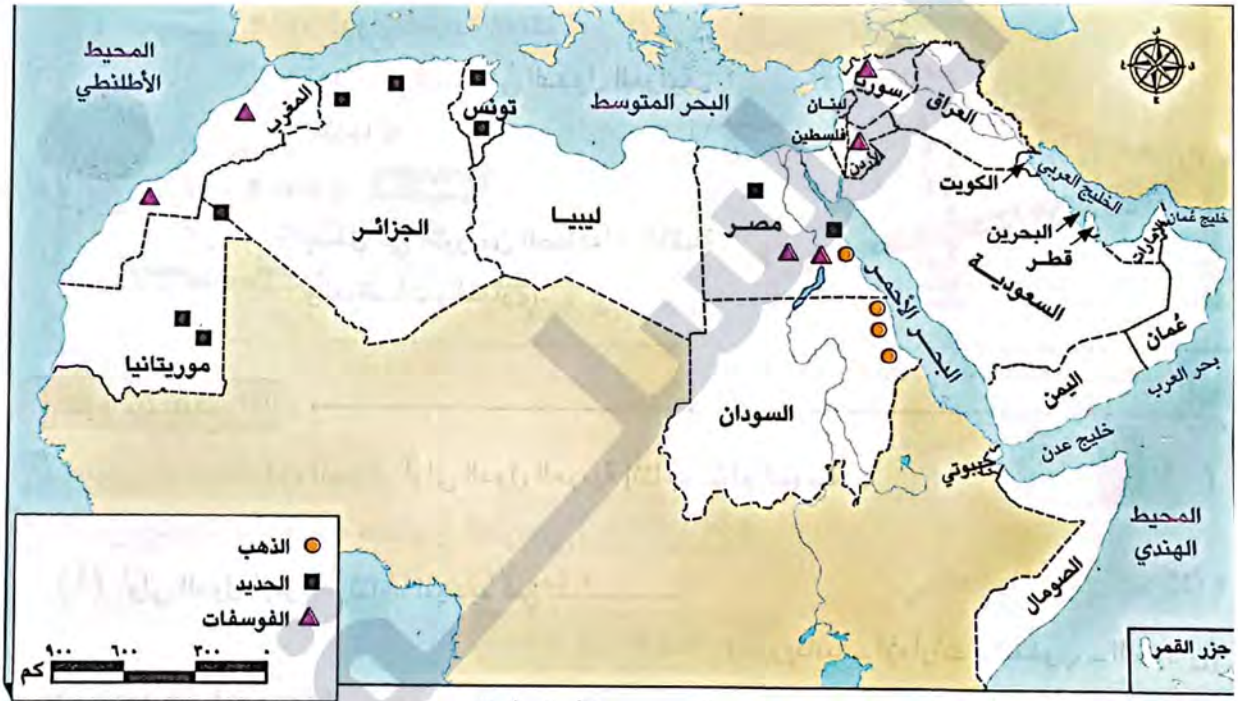 المحيط
الأطلنطي
البحر المتوسط
المغرب
تونس
الجزائر
ليبيا
مصر
موريتانيا
السودان
سوريا
لبنان
العراق
فلسطين
الأردن
الكويت
الخليج العربي
خليج عُمان
البحرين
قطر
الإمارات
السعودية
عُمان
البحر الأحمر
اليمن
بحر العرب
خليج عدن
جيبوتي
المحيط
الهندي
الصومال
جزر القمر
الذهب
الحديد
الفوسفات
٩٠٠ ٦٠٠ ٣٠٠ ٠
كم